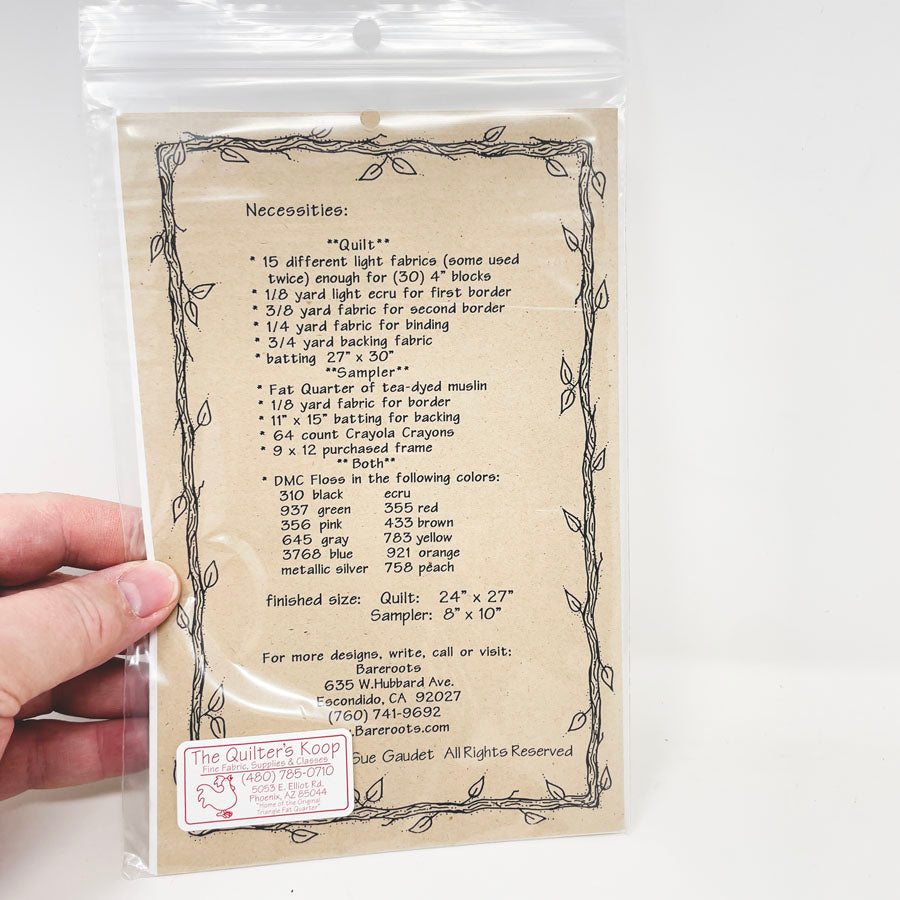 Necessities:
**Quilt**
* 15 different light fabrics (some used
twice) enough for (30) 4" blocks
* 1/8 yard light ecru for first border
* 3/8 yard fabric for second border
* 1/4 yard fabric for binding
* 3/4 yard backing fabric
* batting 27" x 30"
**Sampler**
* Fat Quarter of tea-dyed muslin
* 1/8 yard fabric for border
* 11" x 15" batting for backing
* 64 count Crayola Crayons
* 9 x 12 purchased frame
** Both**
* DMC Floss in the following colors:
310 black ecru
937 green 355 red
356 pink 433 brown
645 gray 783 yellow
3768 blue 921 orange
metallic silver 758 peach
finished size: Quilt: 24" x 27"
Sampler: 8" x 10"
For more designs, write, call or visit:
Bareroots
635 W.Hubbard Ave.
Escondido, CA 92027
(760) 741-9692
.Bareroots.com
Sue Gaudet All Rights Reserved
The Quilter's Koop
Fine Fabric, Supplies & Classes
(480) 785-0710
5053 E. Elliot Rd.
Phoenix, AZ 85044
"Home of the Original
Triangle Fat Quarter"